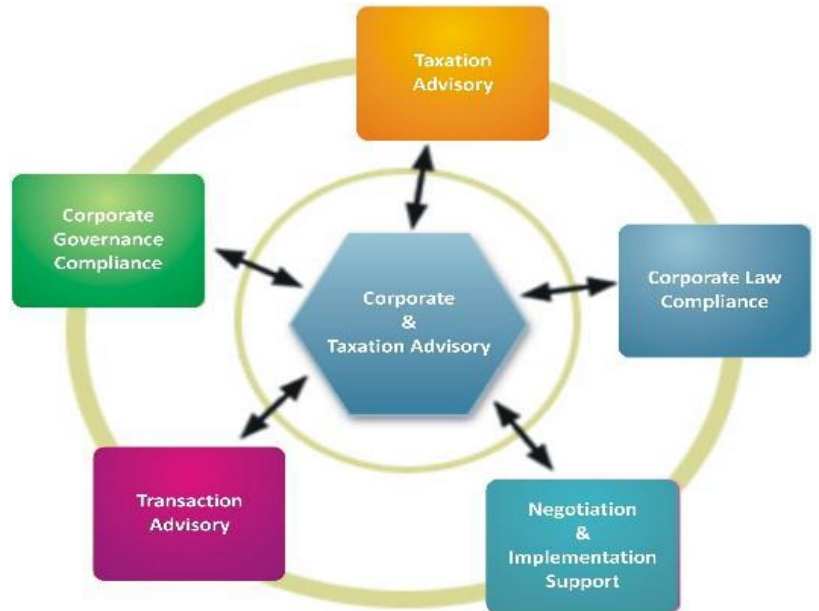 Taxation
Advisory
Corporate
Governance
Compliance
Corporate Law
Compliance
Corporate
&
Taxation Advisory
Transaction
Advisory
Negotiation
&
Implementation
Support